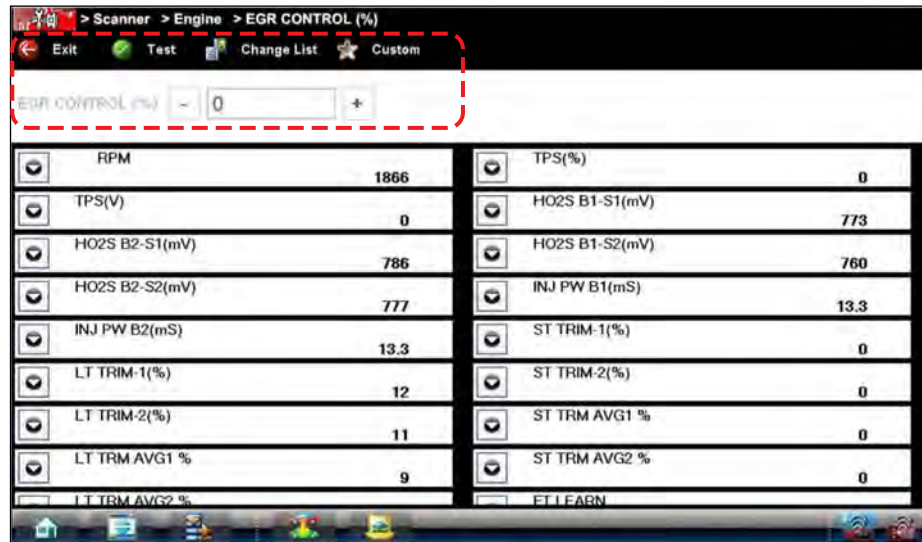 > Scanner > Engine > EGR CONTROL (%)
Exit Test Change List Custom
EGR CONTROL (%) - 0 +
RPM 1866
TPS(%) 0
TPS(V) 0
HO2S B1-S1(mV) 773
HO2S B2-S1(mV) 786
HO2S B1-S2(mV) 760
HO2S B2-S2(mV) 777
INJ PW B1(mS) 13.3
INJ PW B2(mS) 13.3
ST TRIM-1(%) 0
LT TRIM-1(%) 12
ST TRIM-2(%) 0
LT TRIM-2(%) 11
ST TRM AVG1 % 0
LT TRM AVG1 % 9
ST TRM AVG2 % 0
LT TRM AVG2 %
FT LEARN